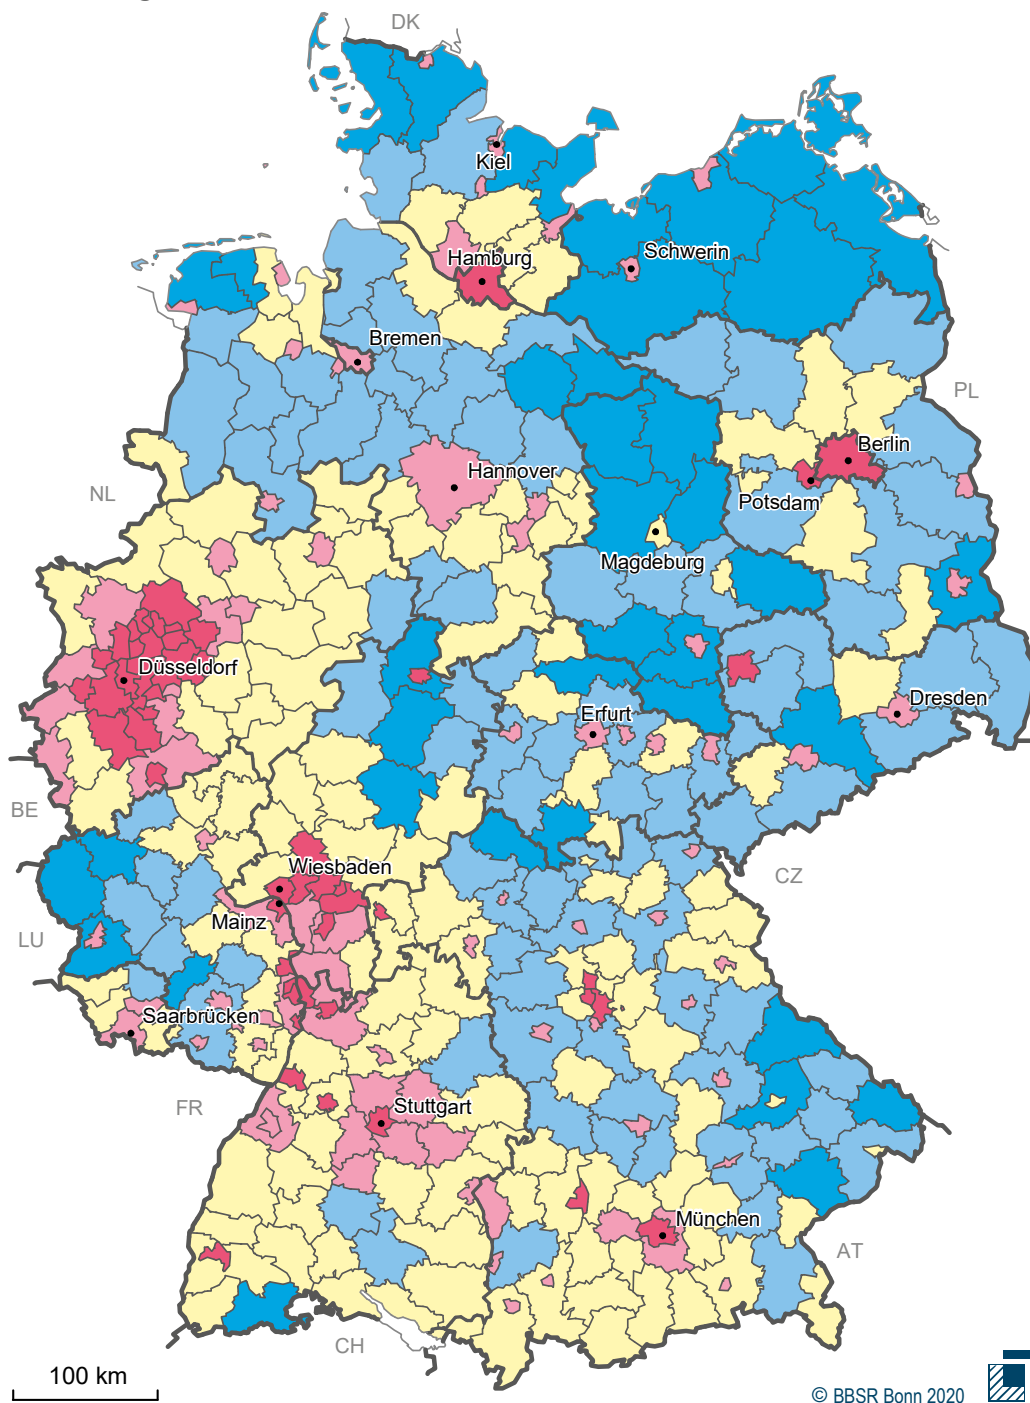 DK
Kiel
Schwerin
Hamburg
Bremen
PL
Berlin
Hannover
NL
Potsdam
Magdeburg
Düsseldorf
Dresden
Erfurt
BE
Wiesbaden
CZ
Mainz
LU
Saarbrücken
FR
Stuttgart
München
AT
CH
100 km
© BBSR Bonn 2020